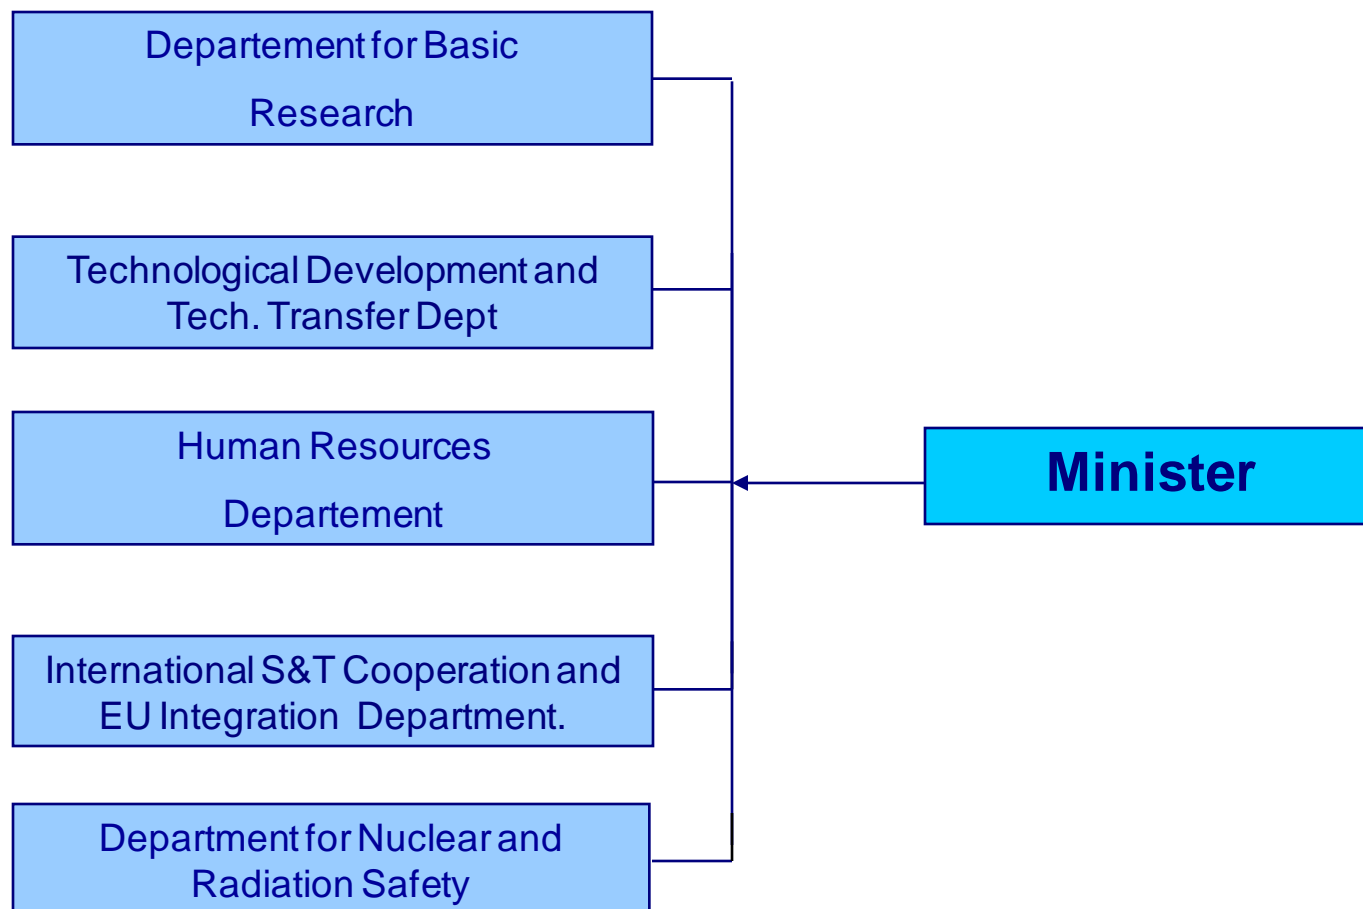 Departement for Basic
Research
Technological Development and
Tech. Transfer Dept
Human Resources
Departement
Minister
International S&T Cooperation and
EU Integration Department.
Department for Nuclear and
Radiation Safety